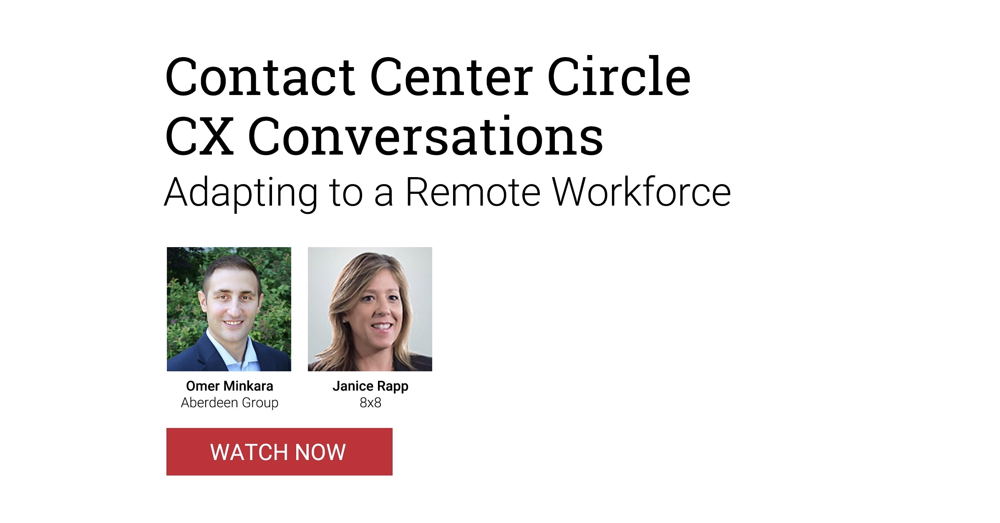 Contact Center Circle
CX Conversations
Adapting to a Remote Workforce
Omer Minkara
Aberdeen Group
Janice Rapp
8x8
WATCH NOW